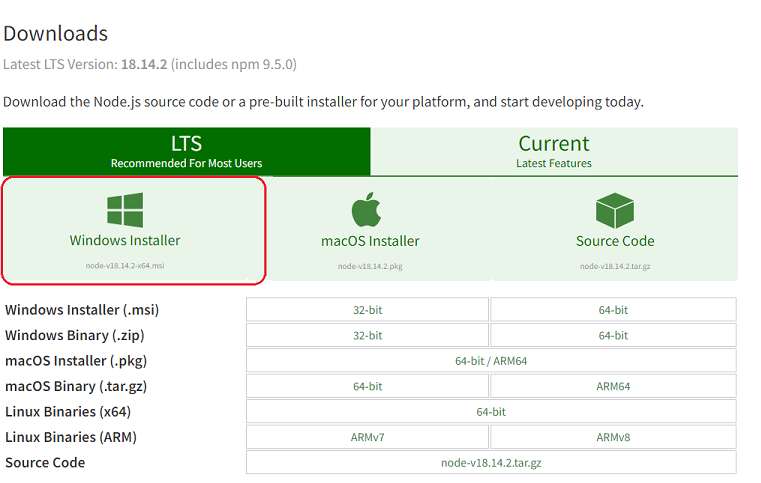 Downloads
Latest LTS Version: 18.14.2 (includes npm 9.5.0)
Download the Node.js source code or a pre-built installer for your platform, and start developing today.
LTS
Recommended For Most Users
Current
Latest Features
Windows Installer
node-v18.14.2-x64.msi
macOS Installer
node-v18.14.2.pkg
Source Code
node-v18.14.2.tar.gz
Windows Installer (.msi) 32-bit 64-bit
Windows Binary (.zip) 32-bit 64-bit
macOS Installer (.pkg) 64-bit / ARM64
macOS Binary (.tar.gz) 64-bit ARM64
Linux Binaries (x64) 64-bit
Linux Binaries (ARM) ARMv7 ARMv8
Source Code node-v18.14.2.tar.gz